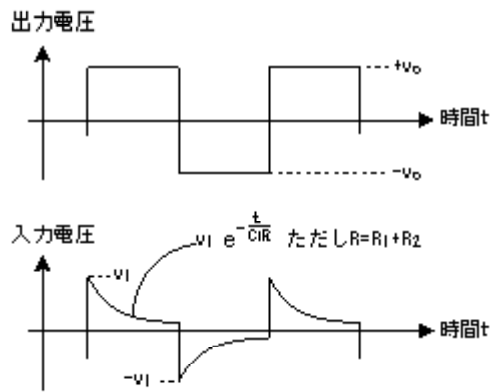 出力電圧
+v₀
時間t
−v₀
入力電圧
v₁
v₁ e^{-t/C₁R} ただしR=R₁+R₂
時間t
−v₁